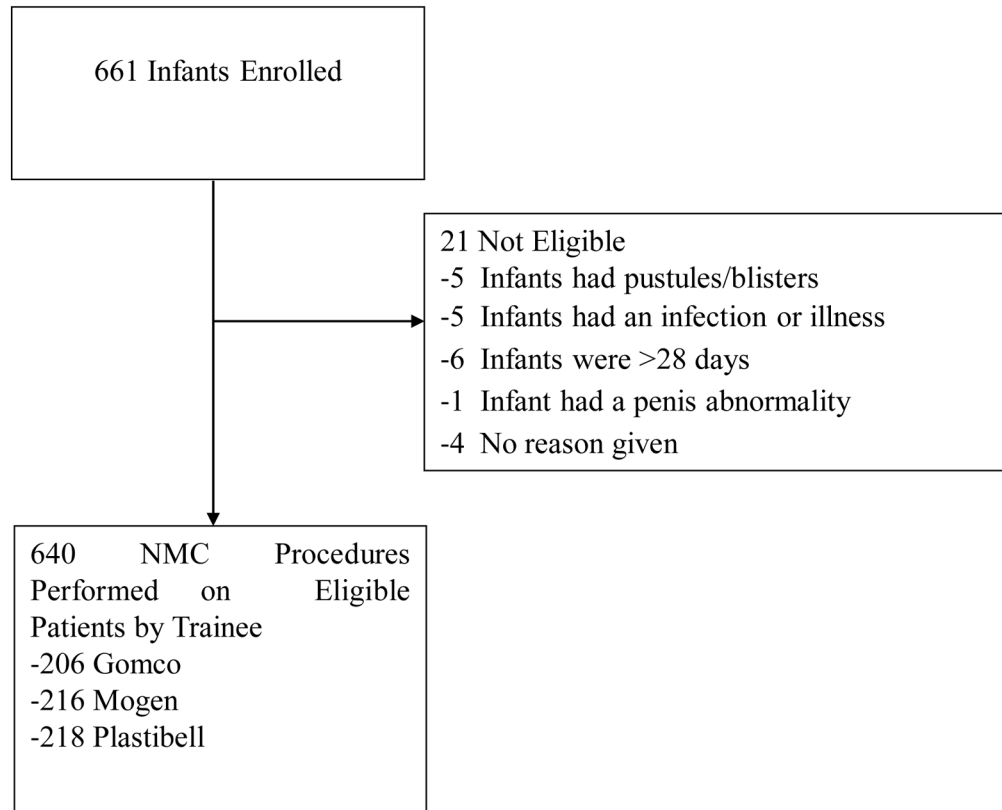 661 Infants Enrolled
21 Not Eligible
-5 Infants had pustules/blisters
-5 Infants had an infection or illness
-6 Infants were >28 days
-1 Infant had a penis abnormality
-4 No reason given
640 NMC Procedures
Performed on Eligible
Patients by Trainee
-206 Gomco
-216 Mogen
-218 Plastibell